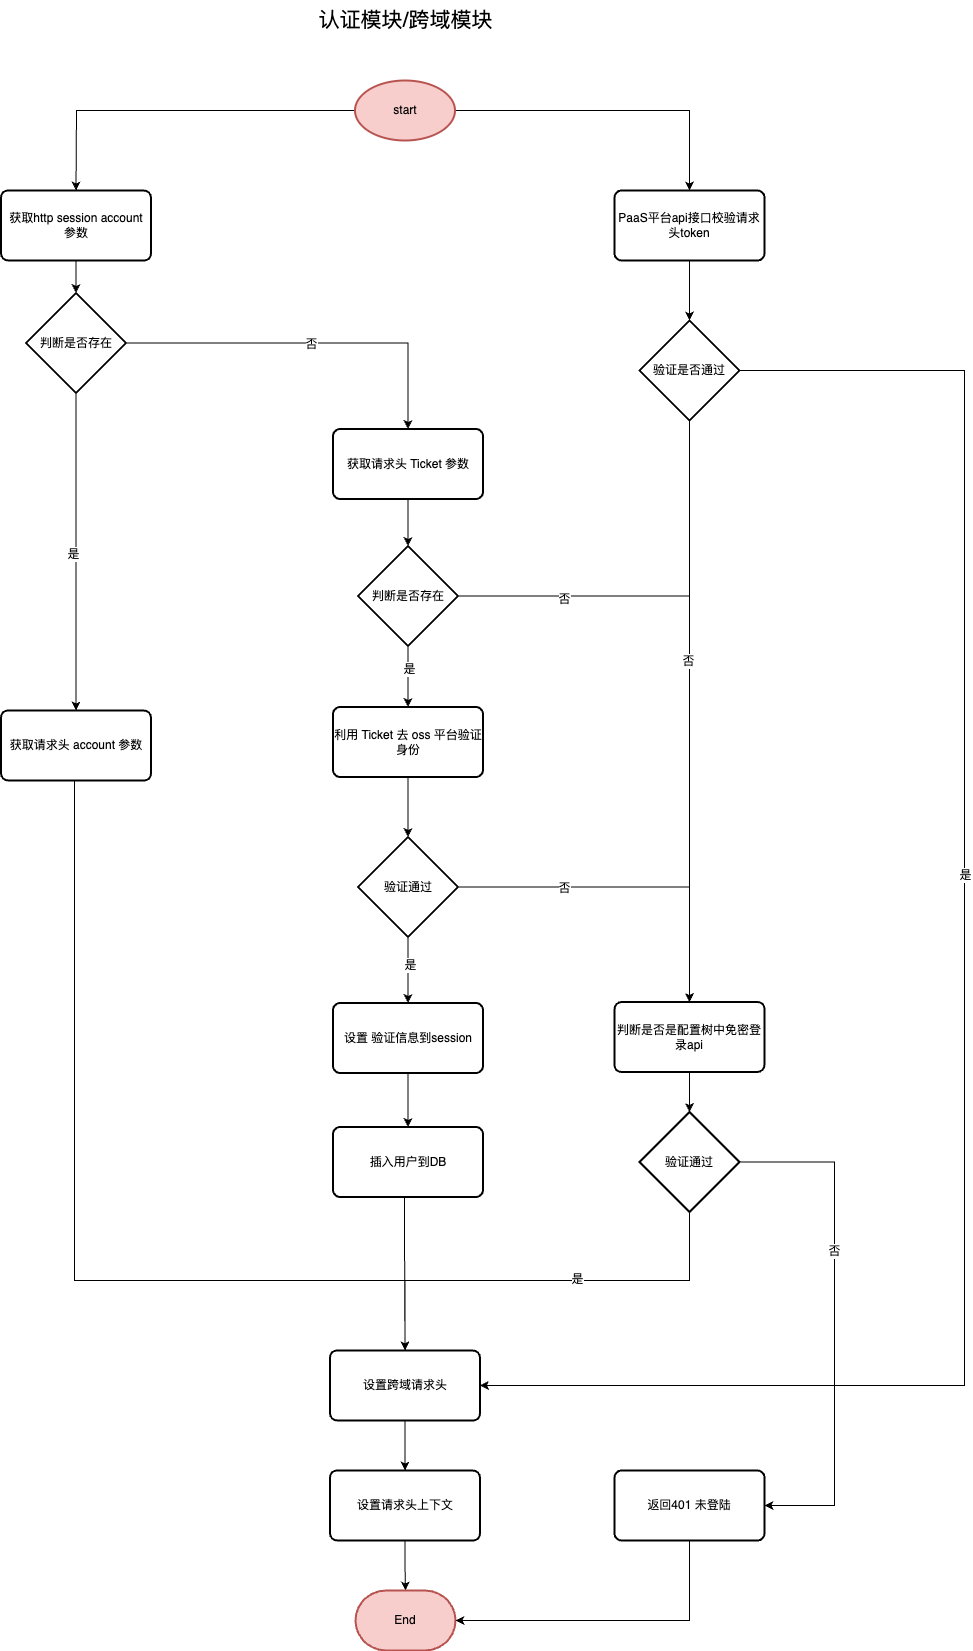 认证模块/跨域模块
start
获取http session account
参数
PaaS平台api接口校验请求
头token
判断是否存在
否
验证是否通过
获取请求头 Ticket 参数
是
判断是否存在
否
否
是
获取请求头 account 参数
利用 Ticket 去 oss 平台验证
身份
是
验证通过
否
是
设置 验证信息到session
判断是否是配置树中免密登
录api
插入用户到DB
验证通过
否
是
设置跨域请求头
设置请求头上下文
返回401 未登陆
End